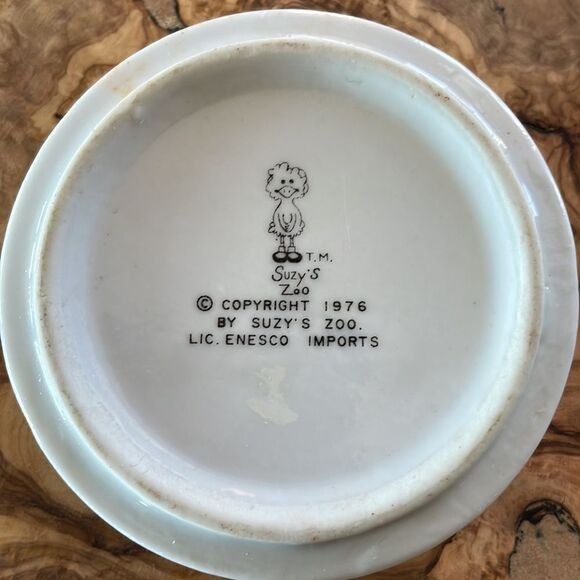 T.M.
Suzy's
Zoo
© COPYRIGHT 1976
BY SUZY'S ZOO.
LIC. ENESCO IMPORTS